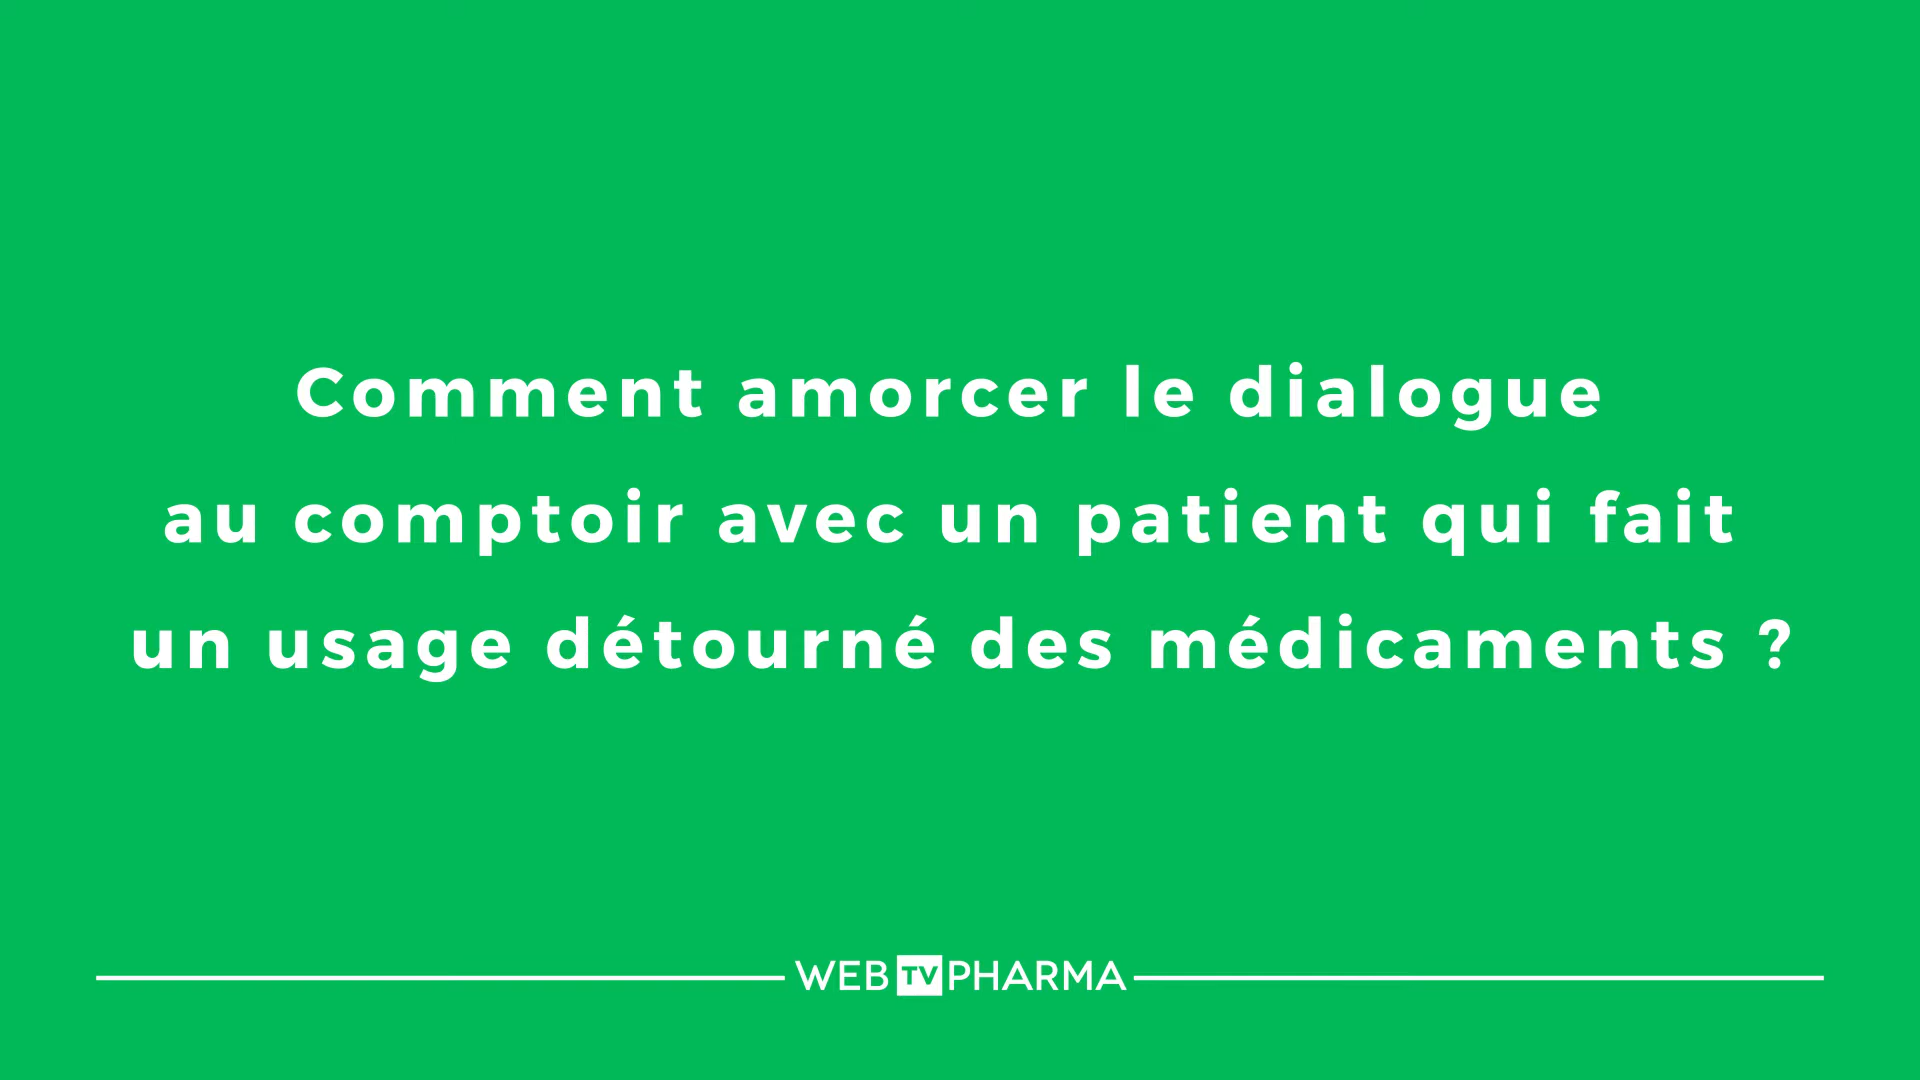 Comment amorcer le dialogue
au comptoir avec un patient qui fait
un usage détourné des médicaments ?
WEB TV PHARMA